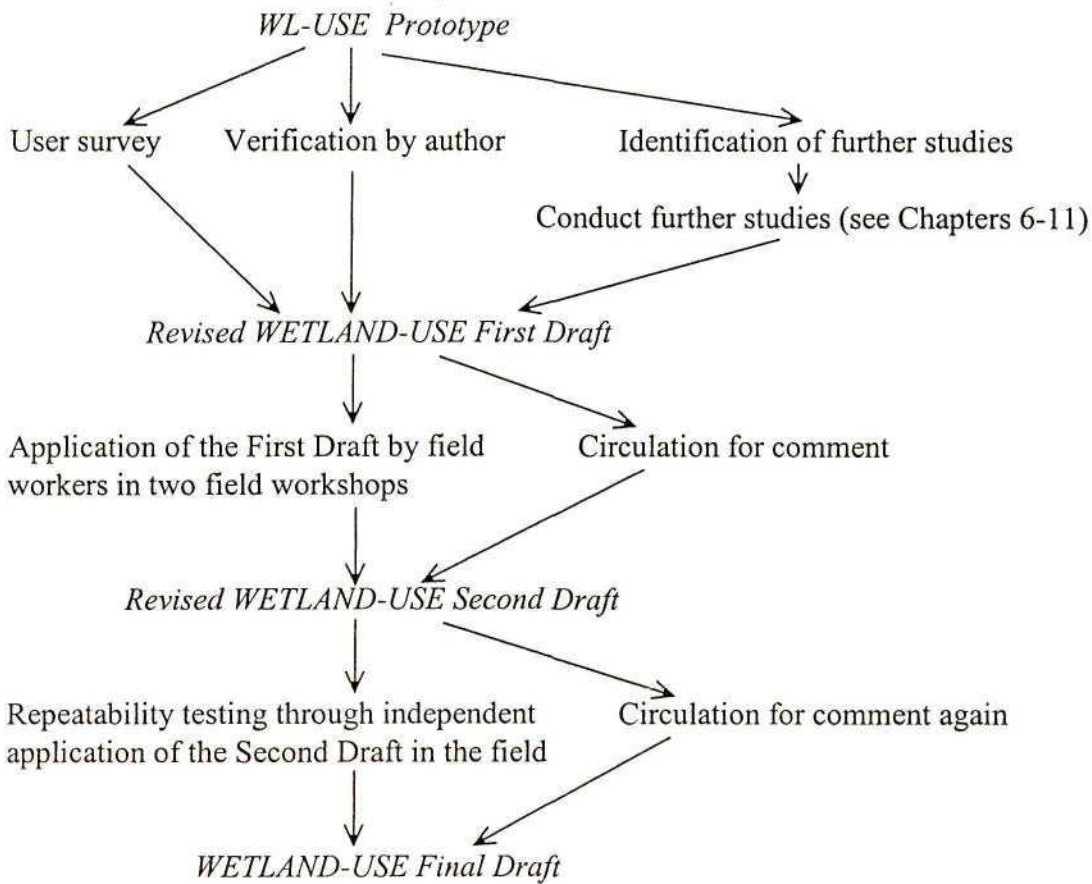 WL-USE Prototype
User survey
Verification by author
Identification of further studies
Conduct further studies (see Chapters 6-11)
Revised WETLAND-USE First Draft
Application of the First Draft by field
workers in two field workshops
Circulation for comment
Revised WETLAND-USE Second Draft
Repeatability testing through independent
application of the Second Draft in the field
Circulation for comment again
WETLAND-USE Final Draft